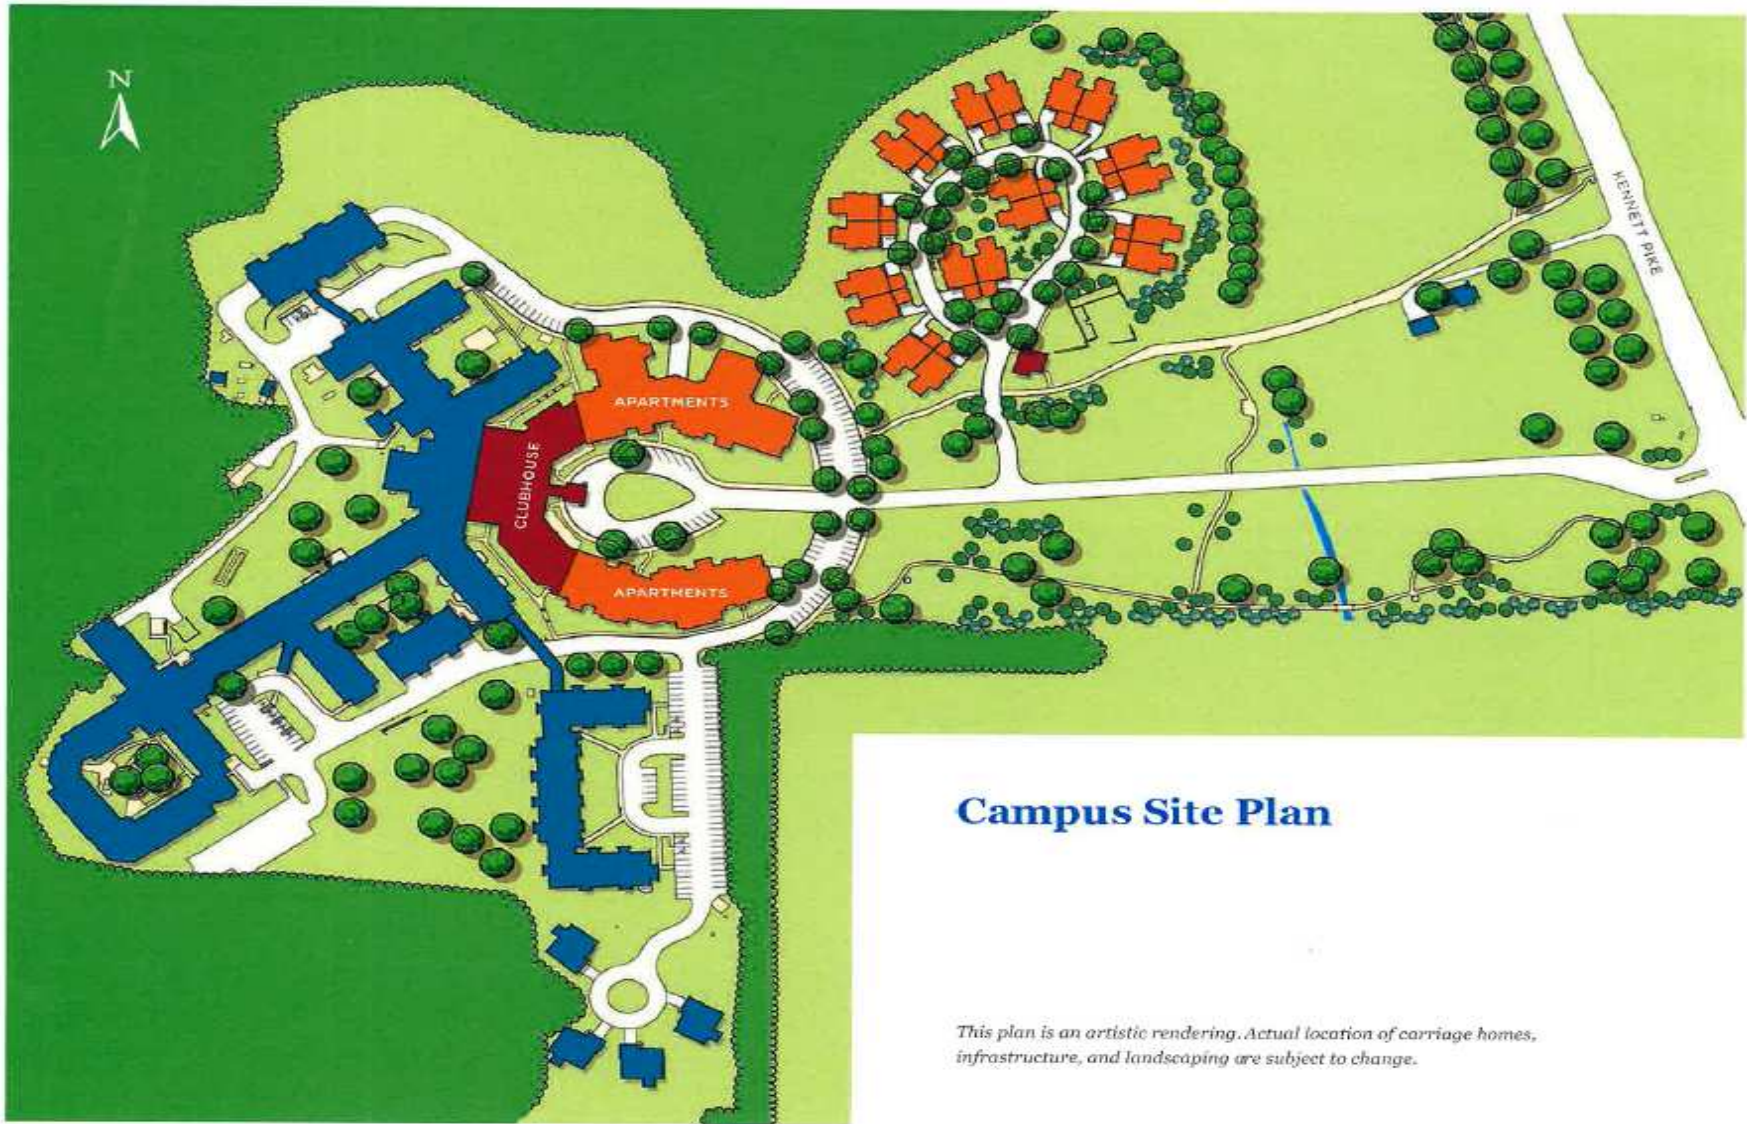 N
KENNETT PIKE
APARTMENTS
CLUBHOUSE
APARTMENTS
Campus Site Plan
This plan is an artistic rendering. Actual location of carriage homes,
infrastructure, and landscaping are subject to change.